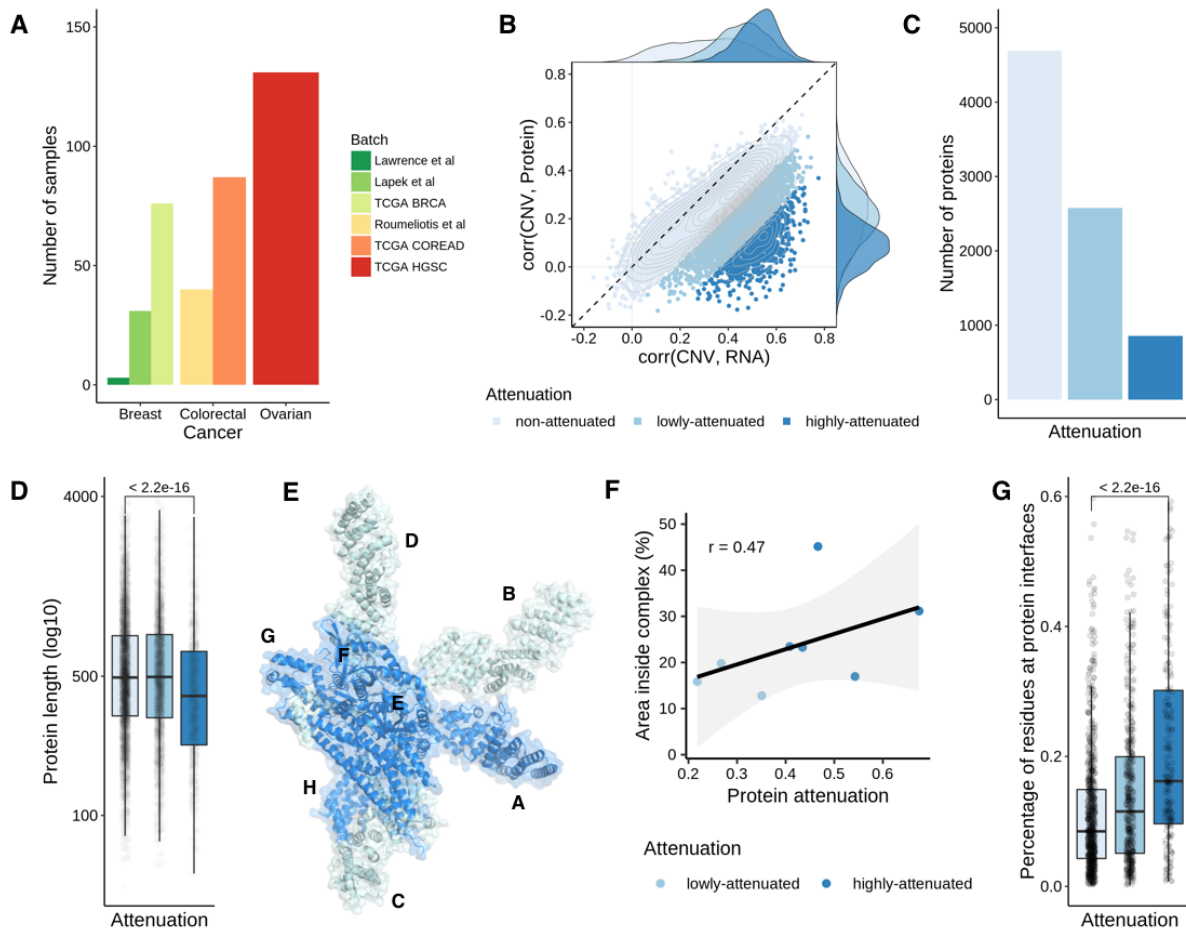 A
150
100
50
0
Number of samples
Breast
Colorectal
Ovarian
Cancer
Batch
Lawrence et al
Lapek et al
TCGA BRCA
Roumeliotis et al
TCGA COREAD
TCGA HGSC
B
0.8
0.6
0.4
0.2
0.0
-0.2
corr(CNV, Protein)
-0.2
0.0
0.2
0.4
0.6
0.8
corr(CNV, RNA)
Attenuation
non-attenuated
lowly-attenuated
highly-attenuated
C
5000
4000
3000
2000
1000
0
Number of proteins
Attenuation
D
< 2.2e-16
4000
500
100
Protein length (log10)
Attenuation
E
D
B
G
F
E
H
A
C
F
50
40
30
20
10
0
Area inside complex (%)
r = 0.47
0.2
0.3
0.4
0.5
0.6
Protein attenuation
Attenuation
lowly-attenuated
highly-attenuated
G
< 2.2e-16
0.6
0.4
0.2
0.0
Percentage of residues at protein interfaces
Attenuation